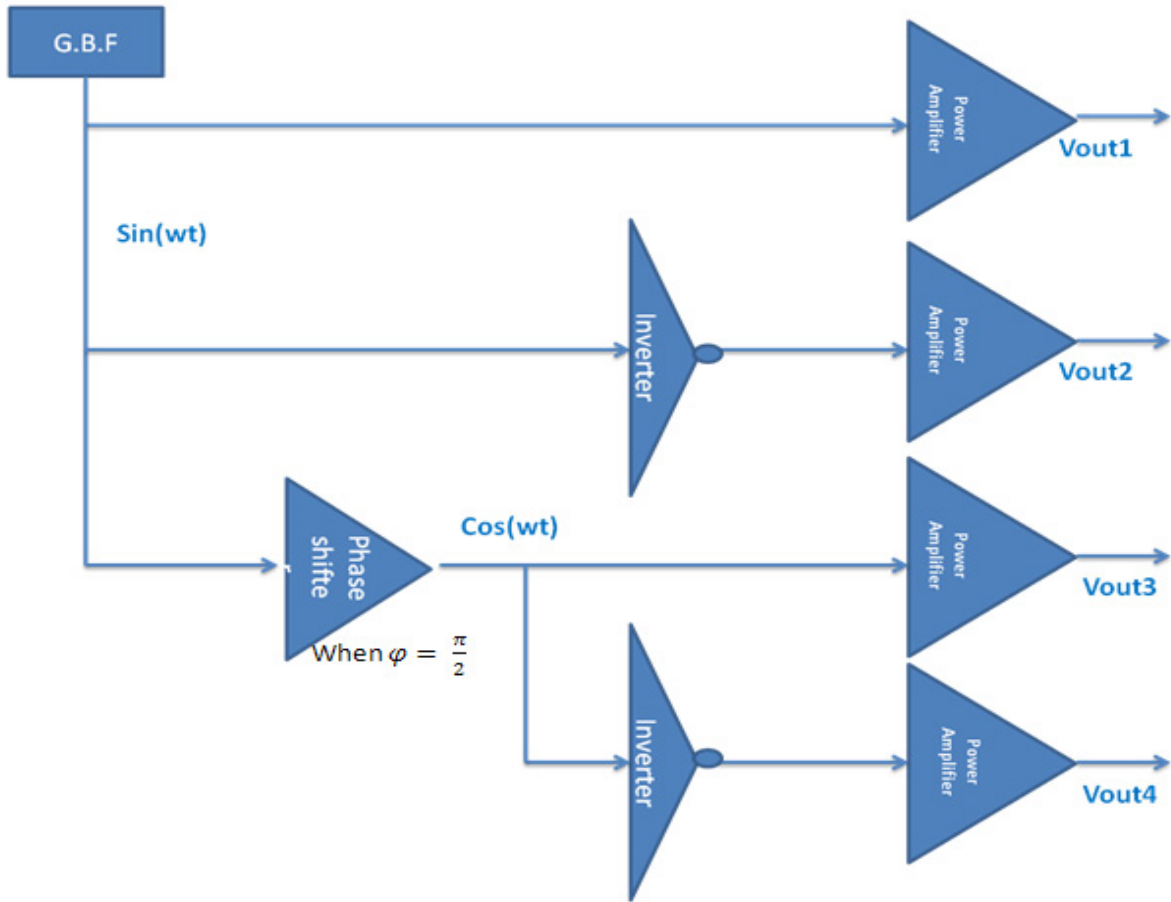 G.B.F
Power
Amplifier
Vout1
Sin(wt)
Inverter
Power
Amplifier
Vout2
Phase
shifte
r
When φ = π/2
Cos(wt)
Power
Amplifier
Vout3
Inverter
Power
Amplifier
Vout4